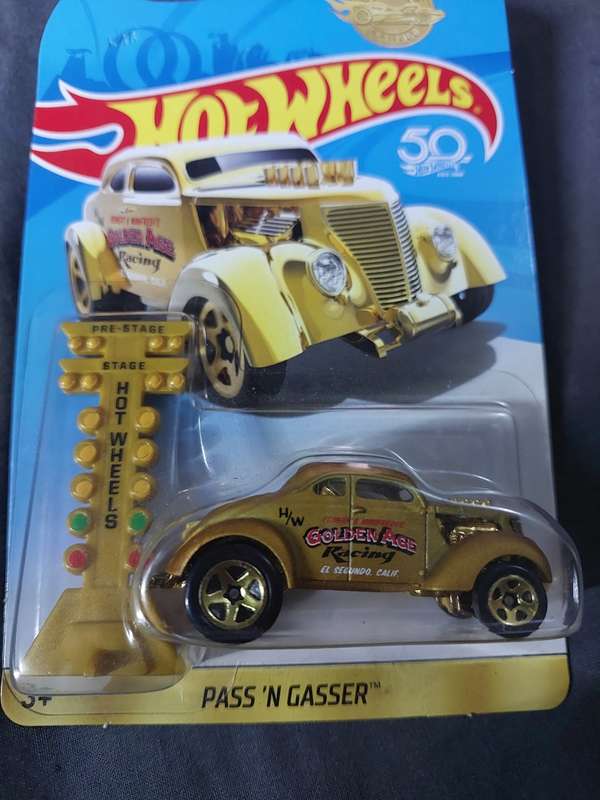 HOT WHEELS
50
GOLDEN AGE
Racing
PRE-STAGE
STAGE
HOT WHEELS
H/W
GOLDEN AGE
Racing
EL SEGUNDO, CALIF.
3+
PASS 'N GASSER™